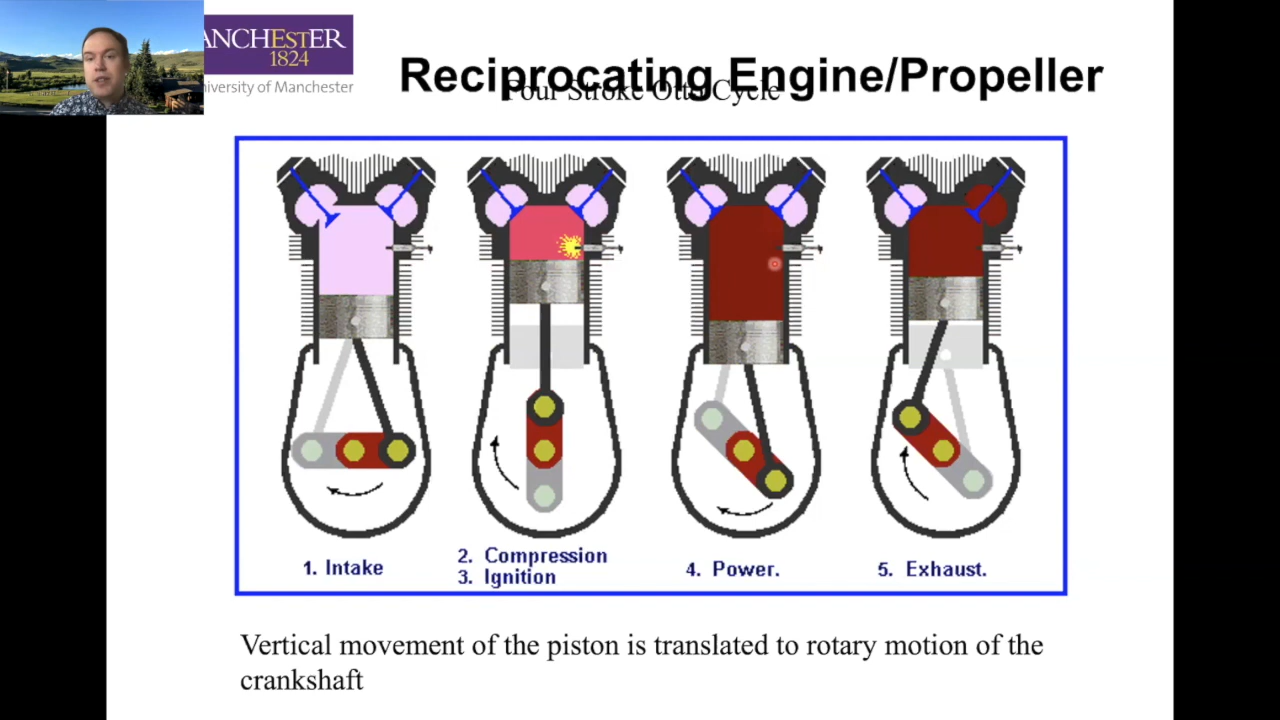 ANCHESTER
1824
niversity of Manchester
Reciprocating Engine/Propeller
Four Stroke Otto Cycle
1. Intake
2. Compression
3. Ignition
4. Power.
5. Exhaust.
Vertical movement of the piston is translated to rotary motion of the
crankshaft